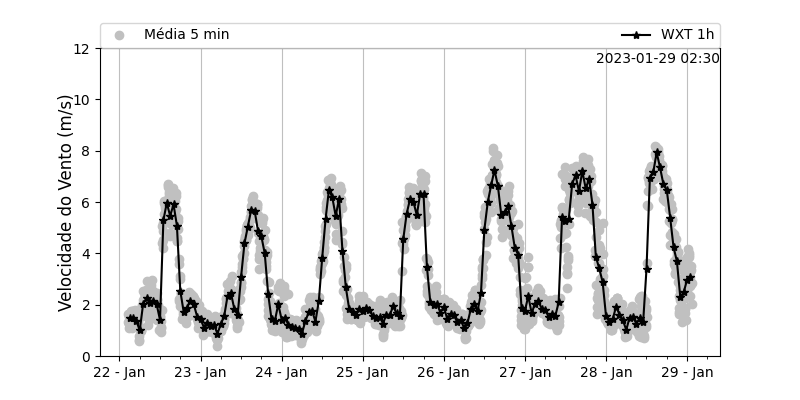 Média 5 min
WXT 1h
2023-01-29 02:30
Velocidade do Vento (m/s)
12
10
8
6
4
2
0
22 - Jan 23 - Jan 24 - Jan 25 - Jan 26 - Jan 27 - Jan 28 - Jan 29 - Jan